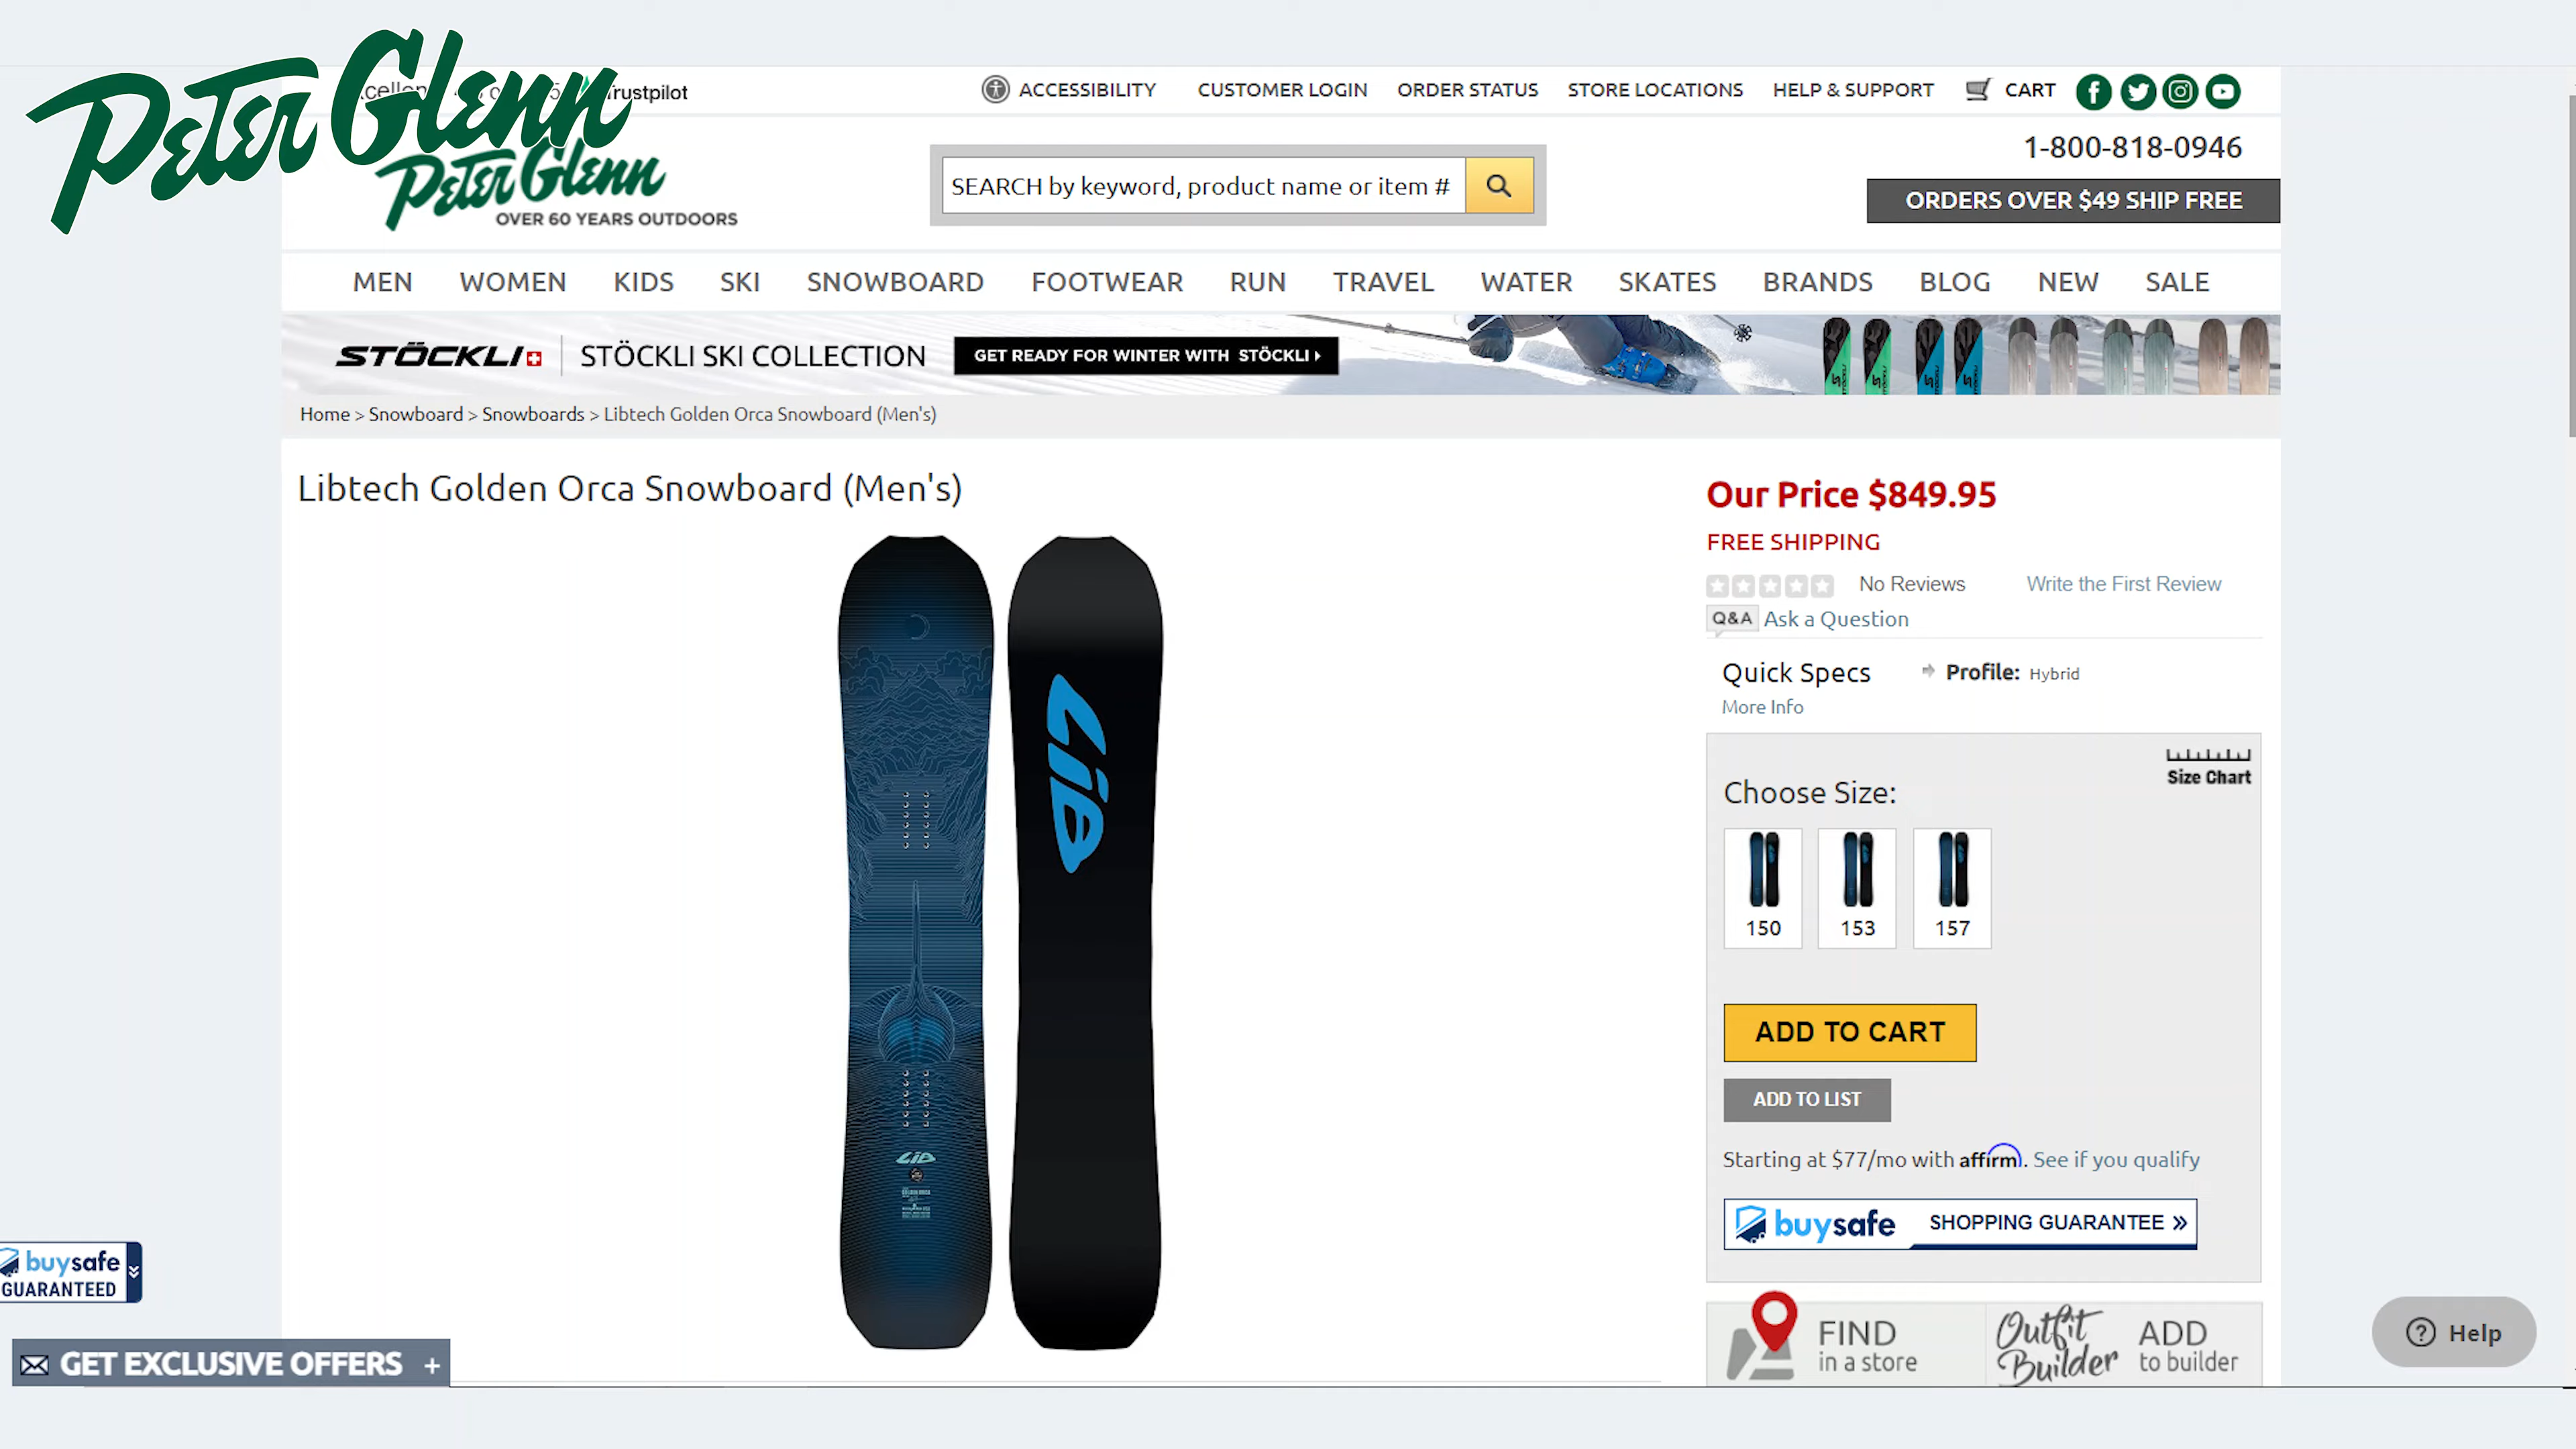 Peter Glenn
Trustpilot
ACCESSIBILITY CUSTOMER LOGIN ORDER STATUS STORE LOCATIONS HELP & SUPPORT CART
Peter Glenn
OVER 60 YEARS OUTDOORS
SEARCH by keyword, product name or item #
1-800-818-0946
ORDERS OVER $49 SHIP FREE
MEN WOMEN KIDS SKI SNOWBOARD FOOTWEAR RUN TRAVEL WATER SKATES BRANDS BLOG NEW SALE
STÖCKLI STÖCKLI SKI COLLECTION GET READY FOR WINTER WITH STÖCKLI
Home > Snowboard > Snowboards > Libtech Golden Orca Snowboard (Men's)
Libtech Golden Orca Snowboard (Men's)
LIB
LIB
Our Price $849.95
FREE SHIPPING
No Reviews Write the First Review
Q&A Ask a Question
Quick Specs Profile: Hybrid
More Info
Size Chart
Choose Size:
150 153 157
ADD TO CART
ADD TO LIST
Starting at $77/mo with affirm. See if you qualify
buysafe SHOPPING GUARANTEE »
FIND
in a store
Outfit
Builder
ADD
to builder
buysafe
GUARANTEED
GET EXCLUSIVE OFFERS +
? Help